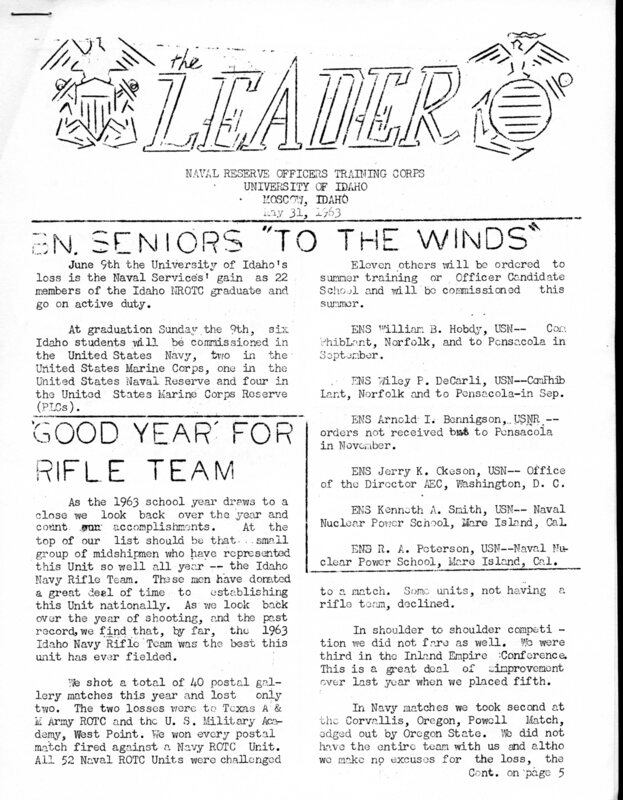 the
LEADER
NAVAL RESERVE OFFICERS TRAINING CORPS
UNIVERSITY OF IDAHO
MOSCOW, IDAHO
May 31, 1963
BN. SENIORS "TO THE WINDS"
June 9th the University of Idaho's
loss is the Naval Services' gain as 22
members of the Idaho NROTC graduate and
go on active duty.
At graduation Sunday the 9th, six
Idaho students will be commissioned in
the United States Navy, two in the
United States Marine Corps, one in the
United States Naval Reserve and four in
the United States Marine Corps Reserve
(PLCs).
Eleven others will be ordered to
summer training or Officer Candidate
School and will be commissioned this
summer.
ENS William B. Hobdy, USN-- Com
PhibLant, Norfolk, and to Pensacola in
September.
ENS Wiley P. DeCarli, USN--ComPhib
Lant, Norfolk and to Pensacola-in Sep.
ENS Arnold I. Bennigson, USNR --
orders not received but to Pensacola
in November.
ENS Jerry K. Okeson, USN-- Office
of the Director AEC, Washington, D. C.
ENS Kenneth A. Smith, USN-- Naval
Nuclear Power School, Mare Island, Cal.
ENS R. A. Peterson, USN--Naval Nu-
clear Power School, Mare Island, Cal.
'GOOD YEAR' FOR
RIFLE TEAM
As the 1963 school year draws to a
close we look back over the year and
count our accomplishments. At the
top of our list should be that small
group of midshipmen who have represented
this Unit so well all year -- the Idaho
Navy Rifle Team. These men have donated
a great deal of time to establishing
this Unit nationally. As we look back
over the year of shooting, and the past
record,we find that, by far, the 1963
Idaho Navy Rifle Team was the best this
unit has ever fielded.
We shot a total of 40 postal gal-
lery matches this year and lost only
two. The two losses were to Texas A &
M Army ROTC and the U. S. Military Aca-
demy, West Point. We won every postal
match fired against a Navy ROTC Unit.
All 52 Naval ROTC Units were challenged
to a match. Some units, not having a
rifle team, declined.
In shoulder to shoulder competi -
tion we did not fare as well. We were
third in the Inland Empire Conference.
This is a great deal of improvement
over last year when we placed fifth.
In Navy matches we took second at
the Corvallis, Oregon, Powell Match,
edged out by Oregon State. We did not
have the entire team with us and altho
we make no excuses for the loss, the
Cont. on page 5